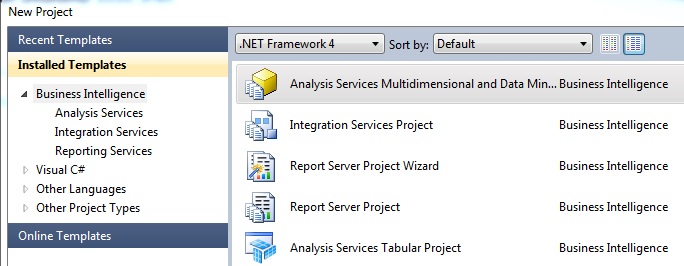 New Project
Recent Templates
Installed Templates
Business Intelligence
Analysis Services
Integration Services
Reporting Services
Visual C#
Other Languages
Other Project Types
Online Templates
.NET Framework 4
Sort by: Default
Analysis Services Multidimensional and Data Min... Business Intelligence
Integration Services Project Business Intelligence
Report Server Project Wizard Business Intelligence
Report Server Project Business Intelligence
Analysis Services Tabular Project Business Intelligence